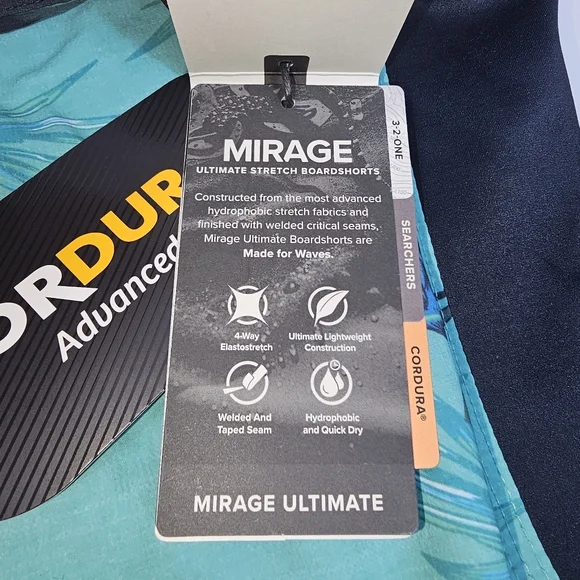 MIRAGE
ULTIMATE STRETCH BOARDSHORTS
Constructed from the most advanced
hydrophobic stretch fabrics and
finished with welded critical seams,
Mirage Ultimate Boardshorts are
Made for Waves.
4-Way
Elastostretch
Ultimate Lightweight
Construction
Welded And
Taped Seam
Hydrophobic
and Quick Dry
MIRAGE ULTIMATE
3·2·ONE
SEARCHERS
CORDURA®
ORDUR
Advanced